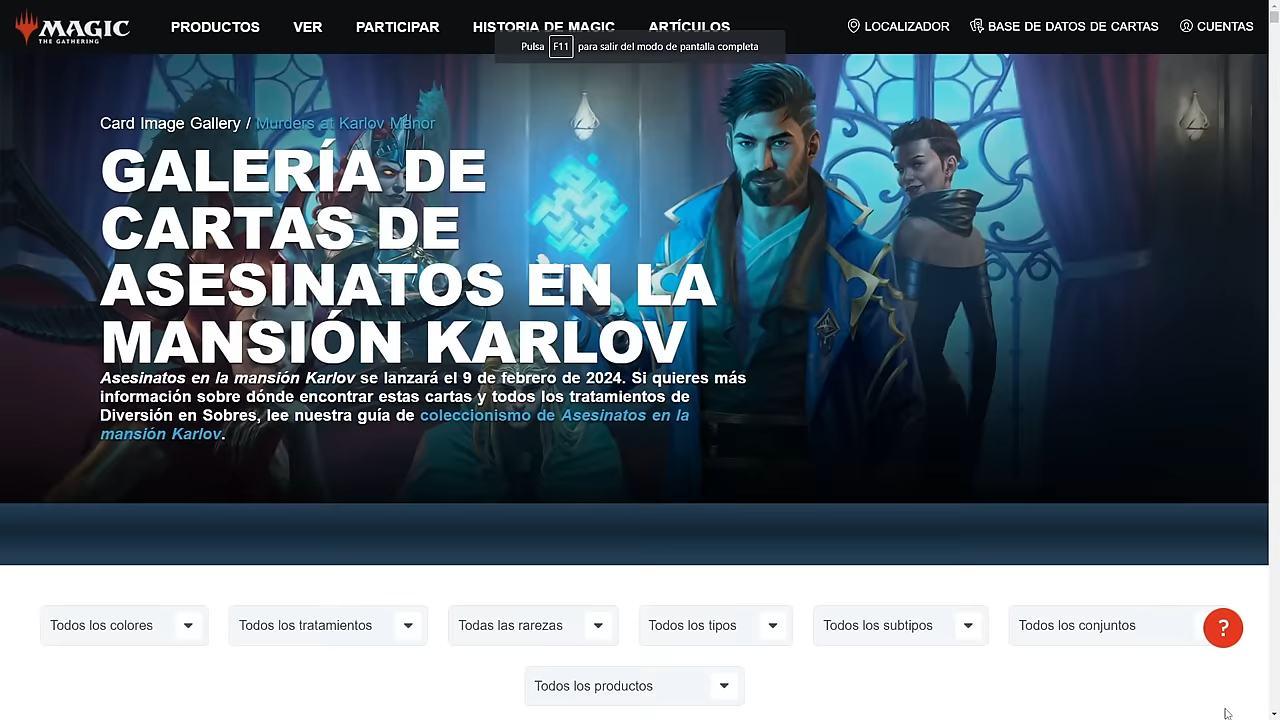 MAGIC
THE GATHERING
PRODUCTOS
VER
PARTICIPAR
HISTORIA DE MAGIC
ARTÍCULOS
LOCALIZADOR
BASE DE DATOS DE CARTAS
CUENTAS
Pulsa F11 para salir del modo de pantalla completa
Card Image Gallery / Murders at Karlov Manor
GALERÍA DE
CARTAS DE
ASESINATOS EN LA
MANSIÓN KARLOV
Asesinatos en la mansión Karlov se lanzará el 9 de febrero de 2024. Si quieres más
información sobre dónde encontrar estas cartas y todos los tratamientos de
Diversión en Sobres, lee nuestra guía de coleccionismo de Asesinatos en la
mansión Karlov.
Todos los colores
Todos los tratamientos
Todas las rarezas
Todos los tipos
Todos los subtipos
Todos los conjuntos
?
Todos los productos